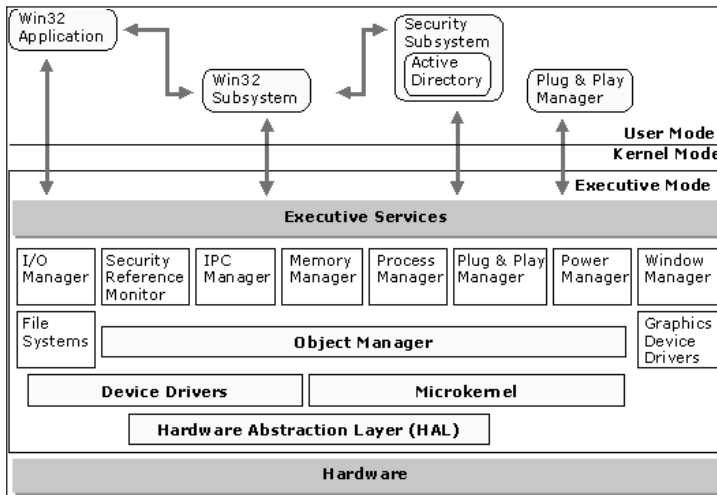 Win32
Application
Win32
Subsystem
Security
Subsystem
Active
Directory
Plug & Play
Manager
User Mode
Kernel Mode
Executive Mode
Executive Services
I/O
Manager
Security
Reference
Monitor
IPC
Manager
Memory
Manager
Process
Manager
Plug & Play
Manager
Power
Manager
Window
Manager
File
Systems
Object Manager
Graphics
Device
Drivers
Device Drivers
Microkernel
Hardware Abstraction Layer (HAL)
Hardware